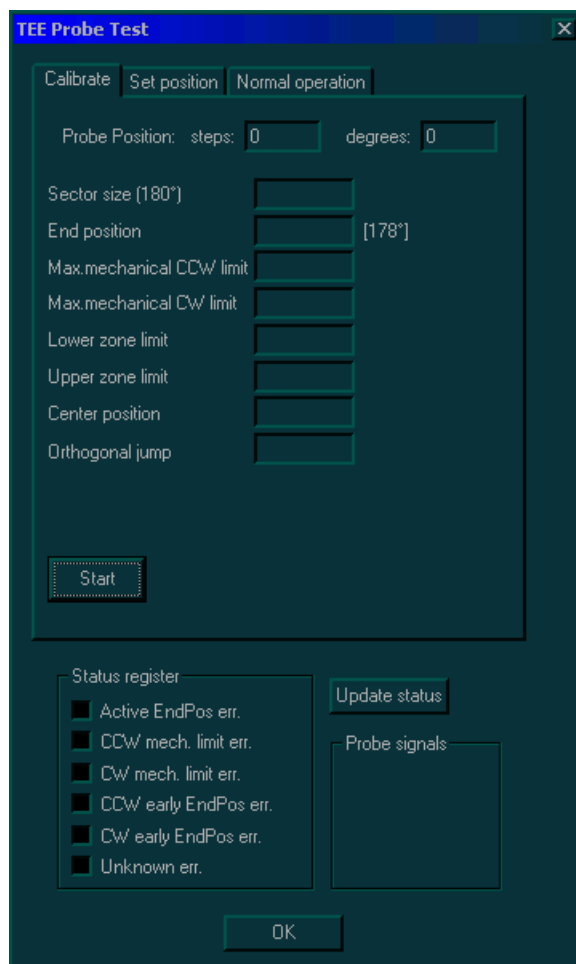 TEE Probe Test
Calibrate Set position Normal operation
Probe Position: steps: 0 degrees: 0
Sector size (180°)
End position [178°]
Max.mechanical CCW limit
Max.mechanical CW limit
Lower zone limit
Upper zone limit
Center position
Orthogonal jump
Start
Status register
Active EndPos err.
CCW mech. limit err.
CW mech. limit err.
CCW early EndPos err.
CW early EndPos err.
Unknown err.
Update status
Probe signals
OK